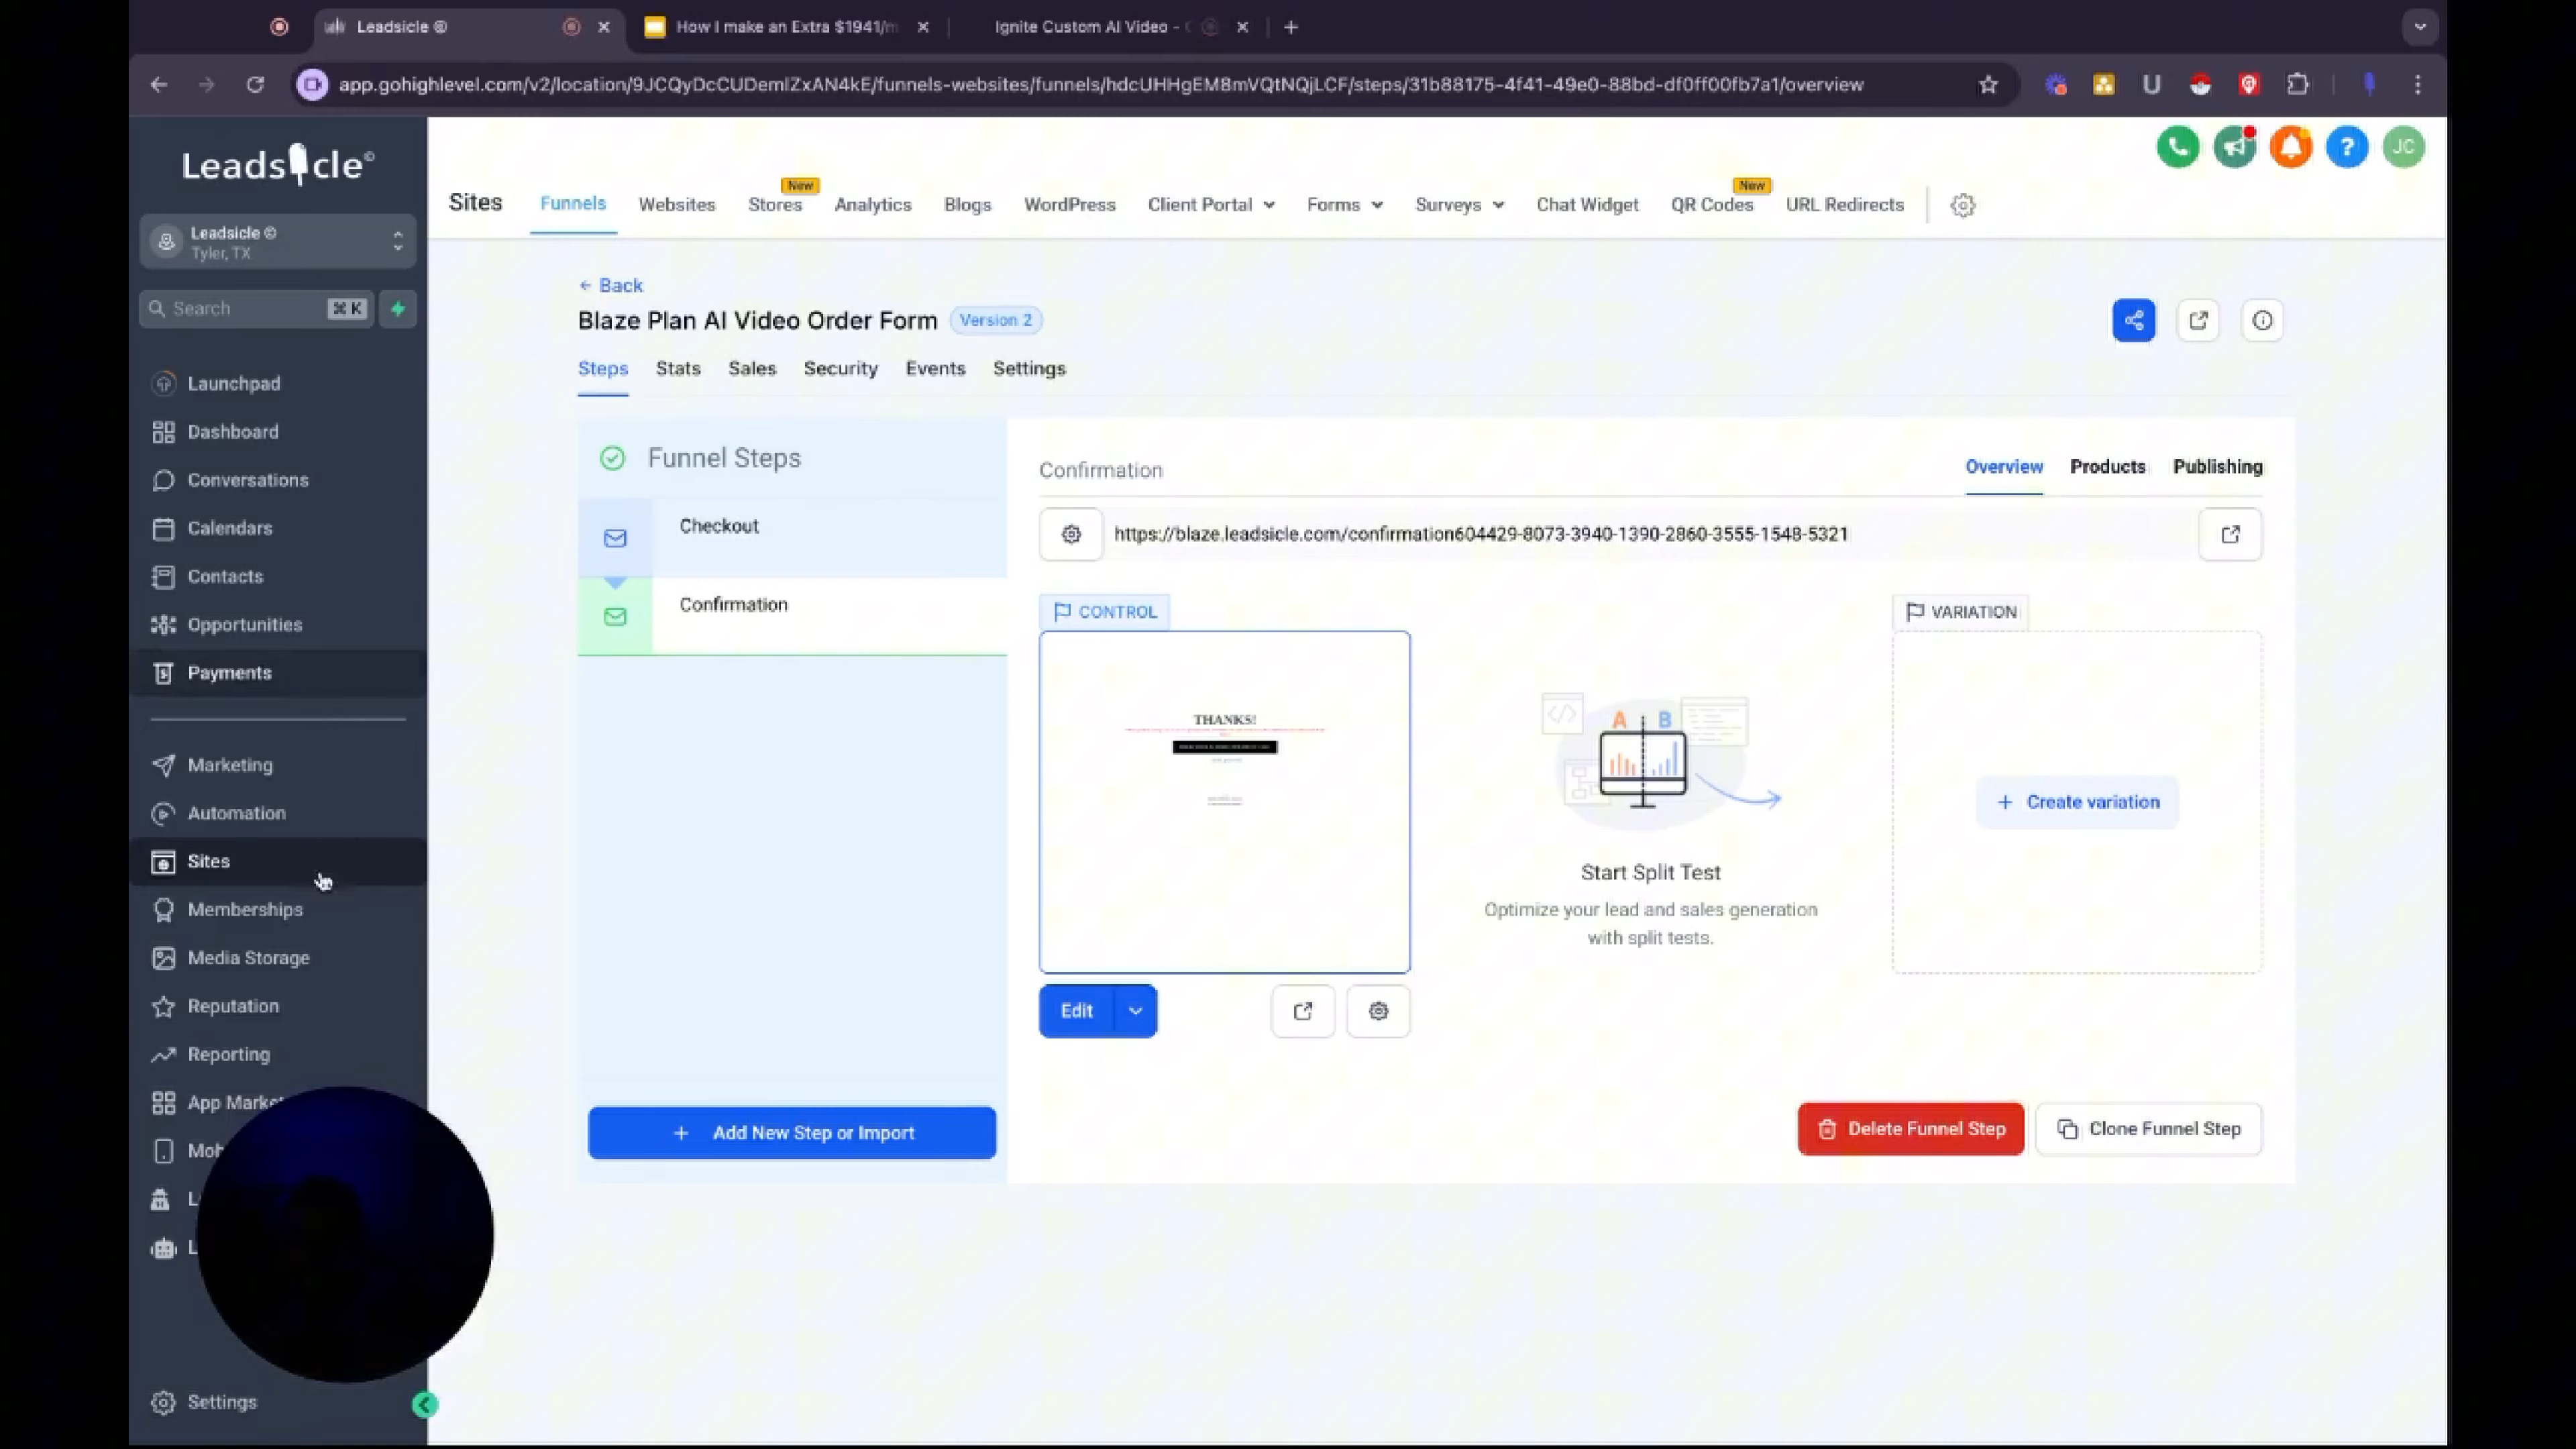 Leadsicle ©
How I make an Extra $1941/m
Ignite Custom AI Video -
app.gohighlevel.com/v2/location/9JCQyDcCUDemlZxAN4kE/funnels-websites/funnels/hdcUHHgEM8mVQtNQjLCF/steps/31b88175-4f41-49e0-88bd-df0ff00fb7a1/overview
Leadsicle©
Leadsicle ©
Tyler, TX
Search
⌘ K
Launchpad
Dashboard
Conversations
Calendars
Contacts
Opportunities
Payments
Marketing
Automation
Sites
Memberships
Media Storage
Reputation
Reporting
App Marke
Mob
L
L
Settings
JC
Sites
Funnels
Websites
New
Stores
Analytics
Blogs
WordPress
Client Portal
Forms
Surveys
Chat Widget
New
QR Codes
URL Redirects
← Back
Blaze Plan AI Video Order Form
Version 2
Steps
Stats
Sales
Security
Events
Settings
Funnel Steps
Checkout
Confirmation
+ Add New Step or Import
Confirmation
Overview
Products
Publishing
https://blaze.leadsicle.com/confirmation604429-8073-3940-1390-2860-3555-1548-5321
CONTROL
THANKS!
Edit
A B
Start Split Test
Optimize your lead and sales generation
with split tests.
VARIATION
+ Create variation
Delete Funnel Step
Clone Funnel Step